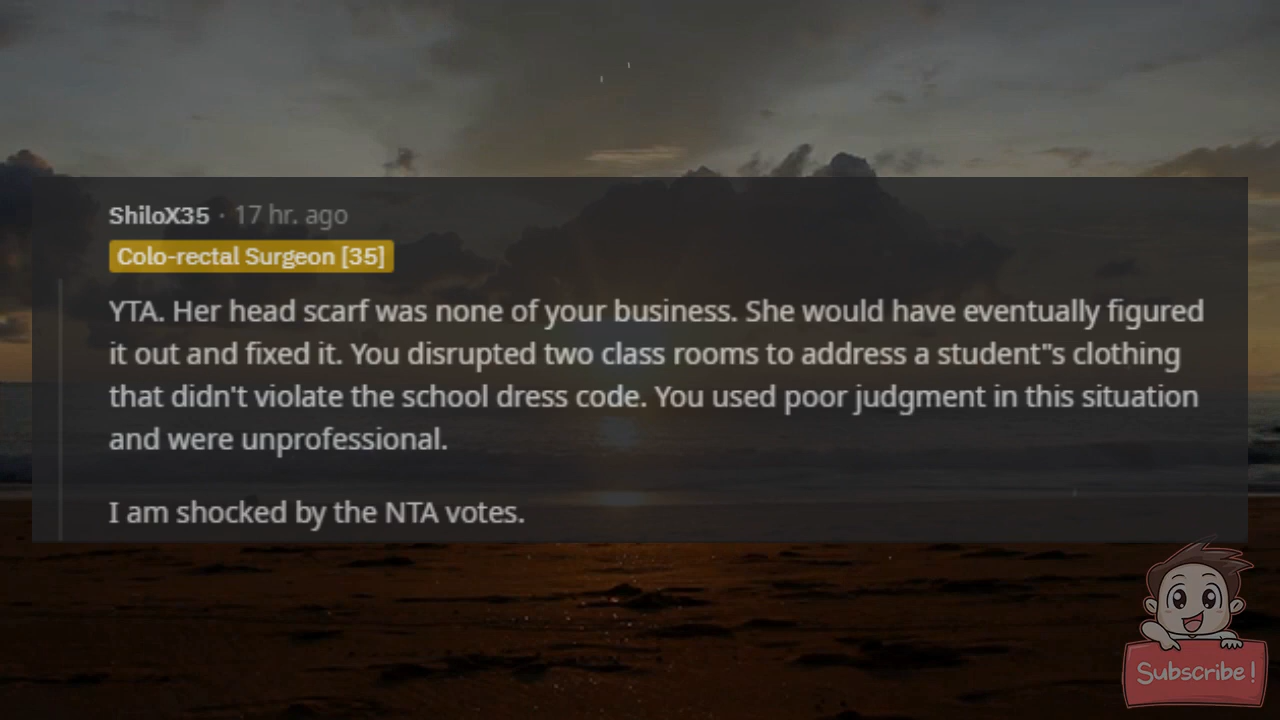 ShiloX35 · 17 hr. ago
Colo-rectal Surgeon [35]
YTA. Her head scarf was none of your business. She would have eventually figured
it out and fixed it. You disrupted two class rooms to address a student"s clothing
that didn't violate the school dress code. You used poor judgment in this situation
and were unprofessional.
I am shocked by the NTA votes.
Subscribe!